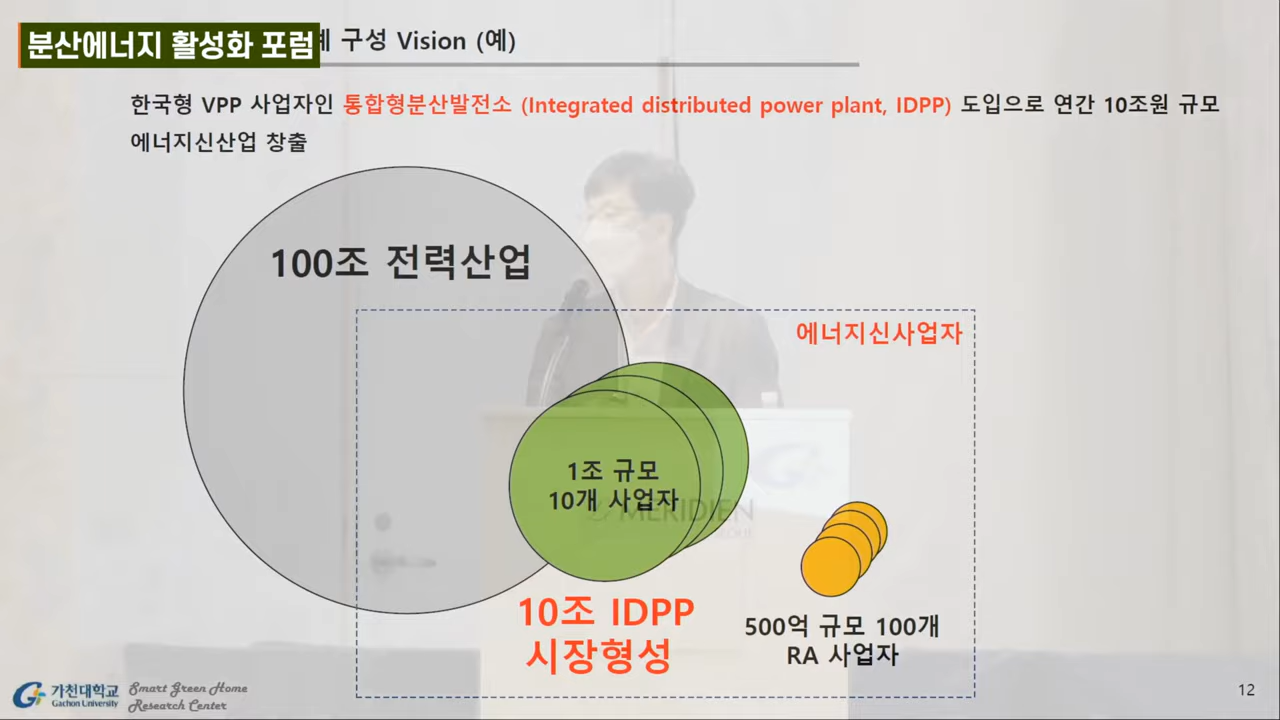 분산에너지 활성화 포럼
계 구성 Vision (예)
한국형 VPP 사업자인 통합형분산발전소 (Integrated distributed power plant, IDPP) 도입으로 연간 10조원 규모
에너지신산업 창출
100조 전력산업
에너지신사업자
1조 규모
10개 사업자
MERIDIEN
10조 IDPP
시장형성
500억 규모 100개
RA 사업자
가천대학교
Gachon University
Smart Green Home
Research Center
12